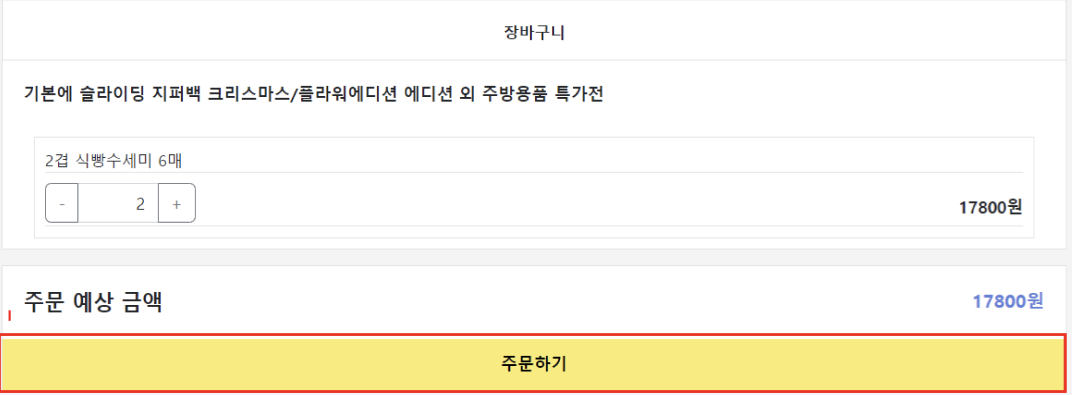 장바구니
기본에 슬라이딩 지퍼백 크리스마스/플라워에디션 에디션 외 주방용품 특가전
2겹 식빵수세미 6매
- 2 + 17800원
주문 예상 금액 17800원
주문하기